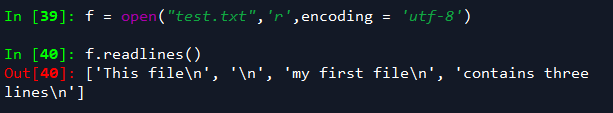 In [39]: f = open("test.txt",'r',encoding = 'utf-8')
In [40]: f.readlines()
Out[40]: ['This file\n', '\n', 'my first file\n', 'contains three
lines\n']